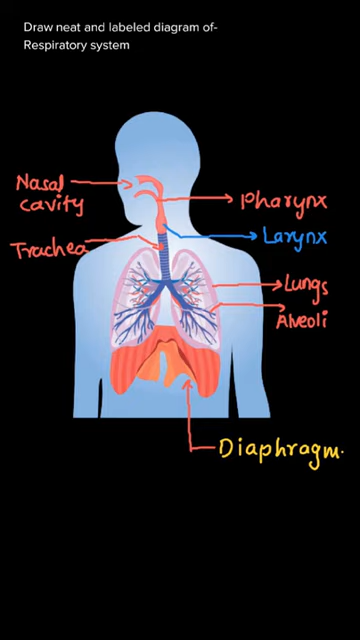 Draw neat and labeled diagram of-
Respiratory system
Nasal
cavity
Pharynx
Larynx
Trachea
Lungs
Alveoli
Diaphragm.